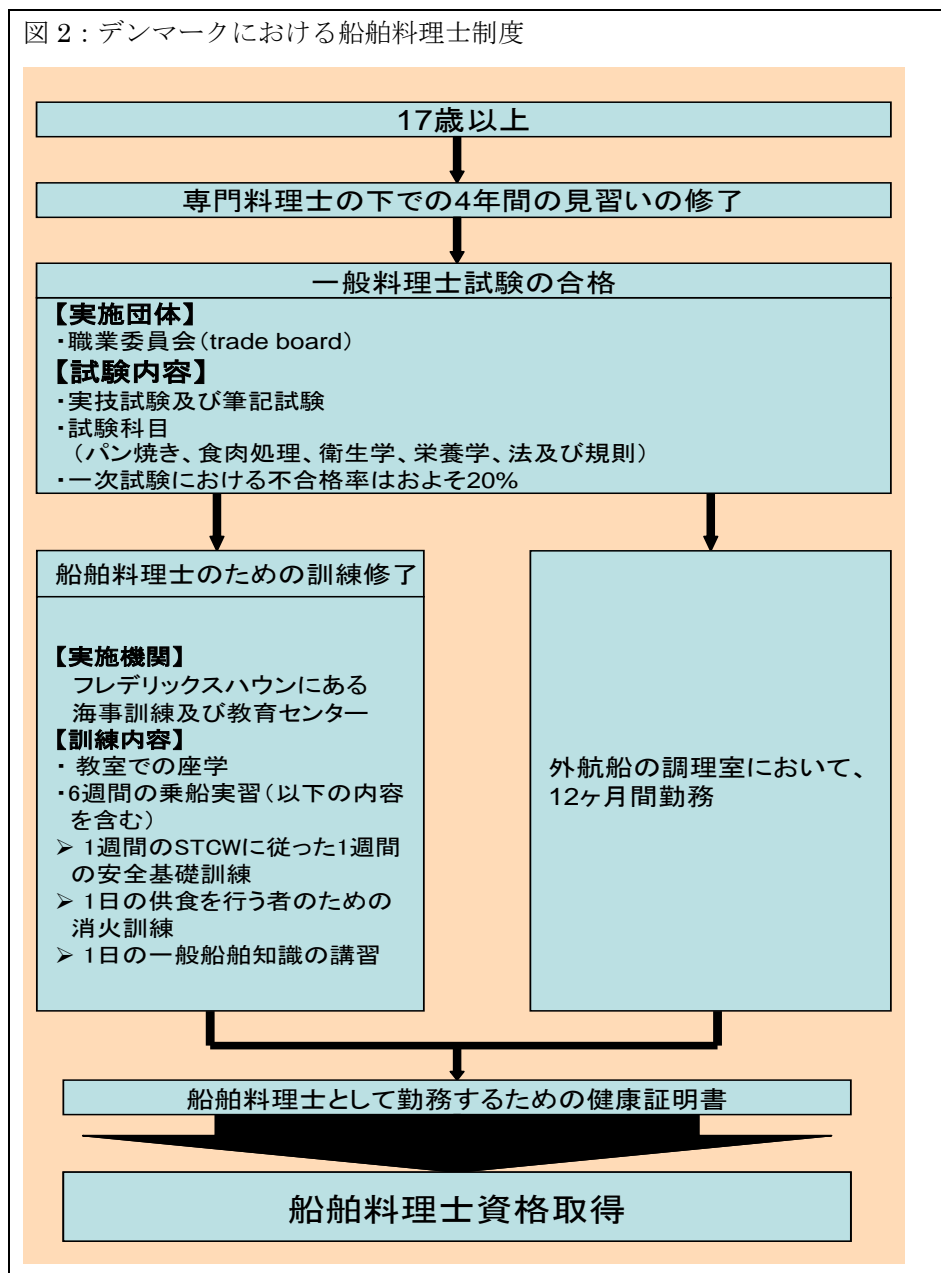 図 2：デンマークにおける船舶料理士制度
17歳以上
専門料理士の下での4年間の見習いの修了
一般料理士試験の合格
【実施団体】
・職業委員会（trade board）
【試験内容】
・実技試験及び筆記試験
・試験科目
（パン焼き、食肉処理、衛生学、栄養学、法及び規則）
・一次試験における不合格率はおよそ20%
船舶料理士のための訓練修了
【実施機関】
フレデリックスハウンにある
海事訓練及び教育センター
【訓練内容】
・ 教室での座学
・6週間の乗船実習（以下の内容
を含む）
➢ 1週間のSTCWに従った1週間
の安全基礎訓練
➢ 1日の供食を行う者のための
消火訓練
➢ 1日の一般船舶知識の講習
外航船の調理室において、
12ヶ月間勤務
船舶料理士として勤務するための健康証明書
船舶料理士資格取得